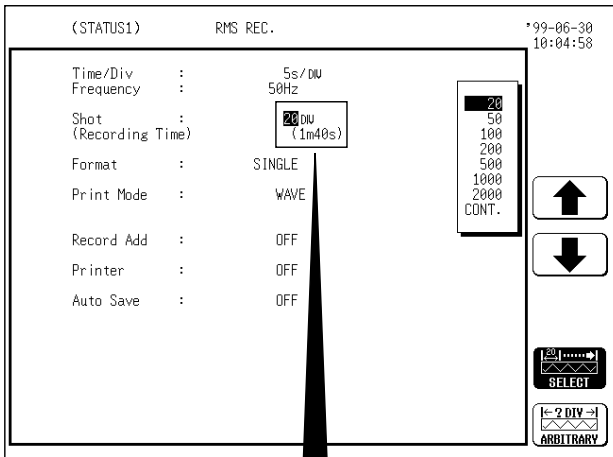 (STATUS1) RMS REC. '99-06-30
10:04:58
Time/Div : 5s/DIV
Frequency : 50Hz
Shot : 20DIV
(Recording Time) (1m40s)
Format : SINGLE
Print Mode : WAVE
Record Add : OFF
Printer : OFF
Auto Save : OFF
20
50
100
200
500
1000
2000
CONT.
20
SELECT
? DIV
ARBITRARY